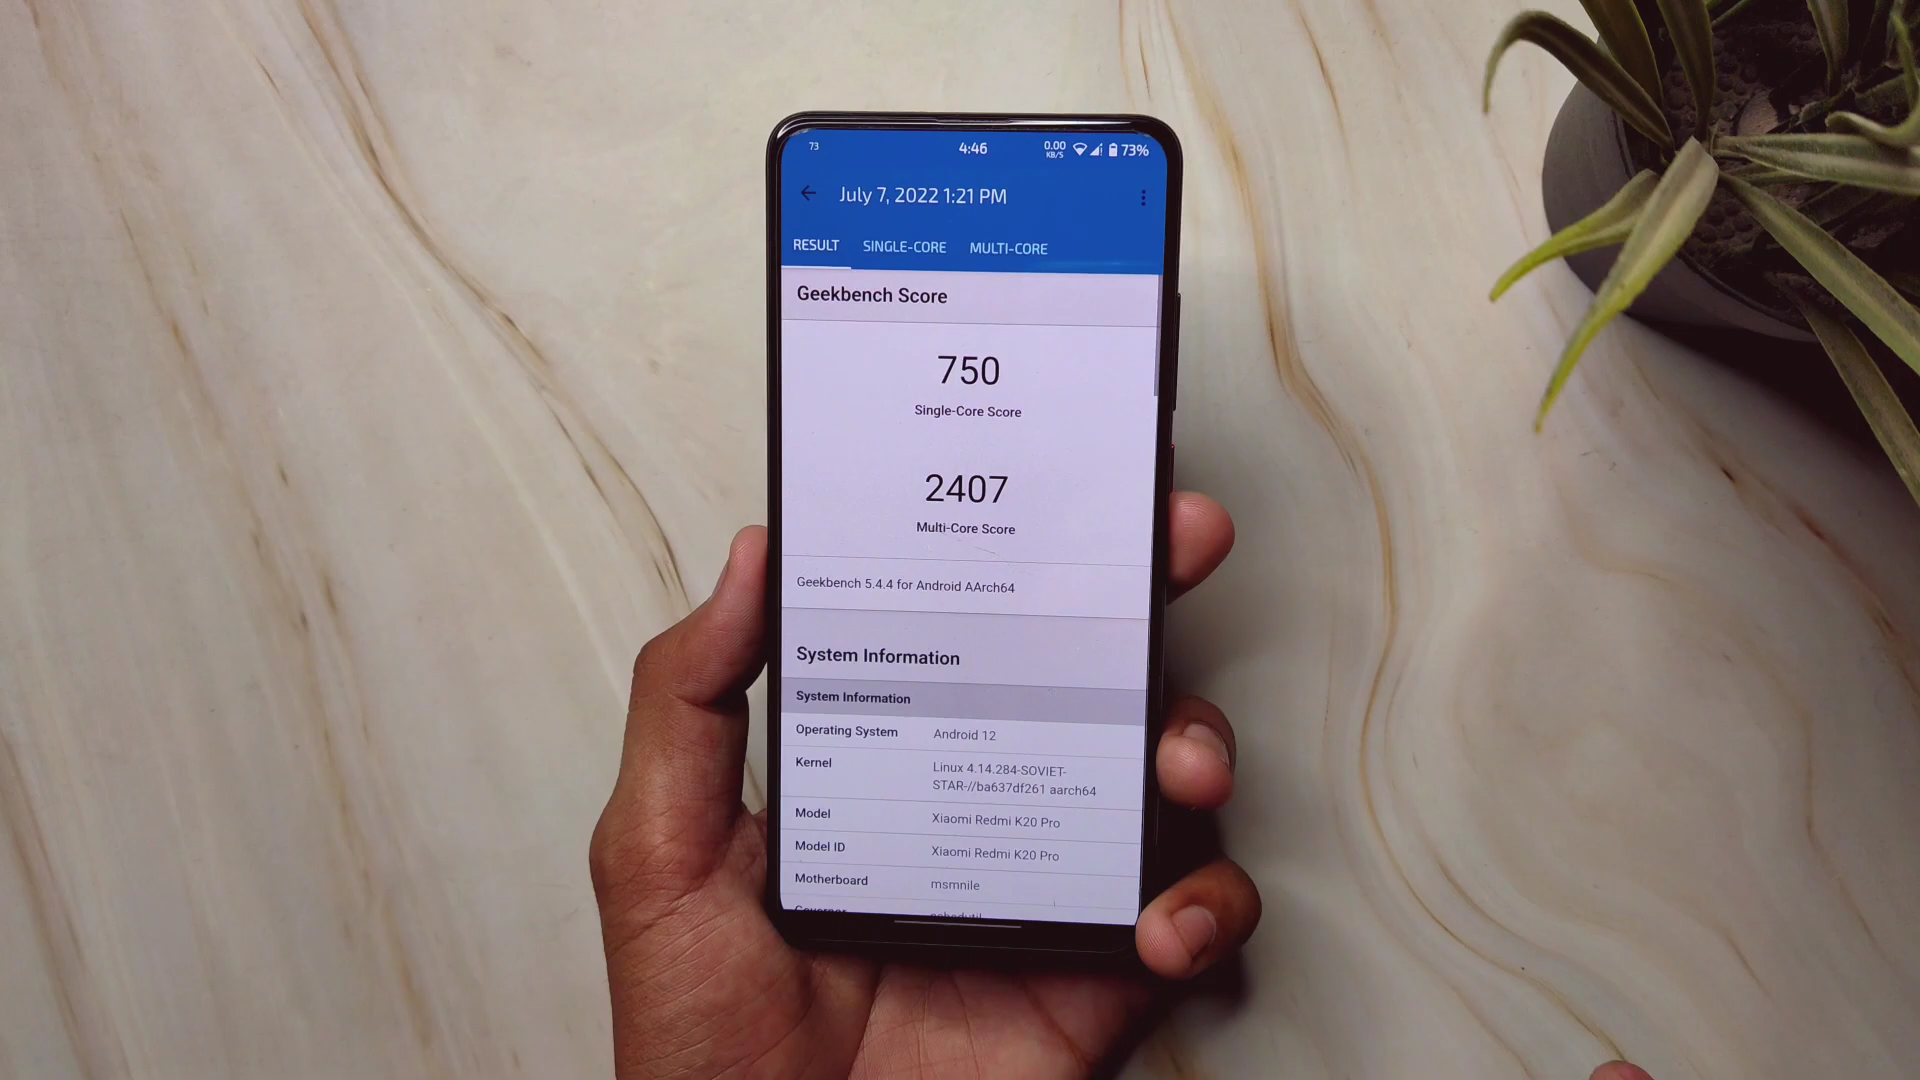 73
4:46
0.00
KB/S
73%
July 7, 2022 1:21 PM
RESULT SINGLE-CORE MULTI-CORE
Geekbench Score
750
Single-Core Score
2407
Multi-Core Score
Geekbench 5.4.4 for Android AArch64
System Information
System Information
Operating System Android 12
Kernel Linux 4.14.284-SOVIET-
STAR-//ba637df261 aarch64
Model Xiaomi Redmi K20 Pro
Model ID Xiaomi Redmi K20 Pro
Motherboard msmnile